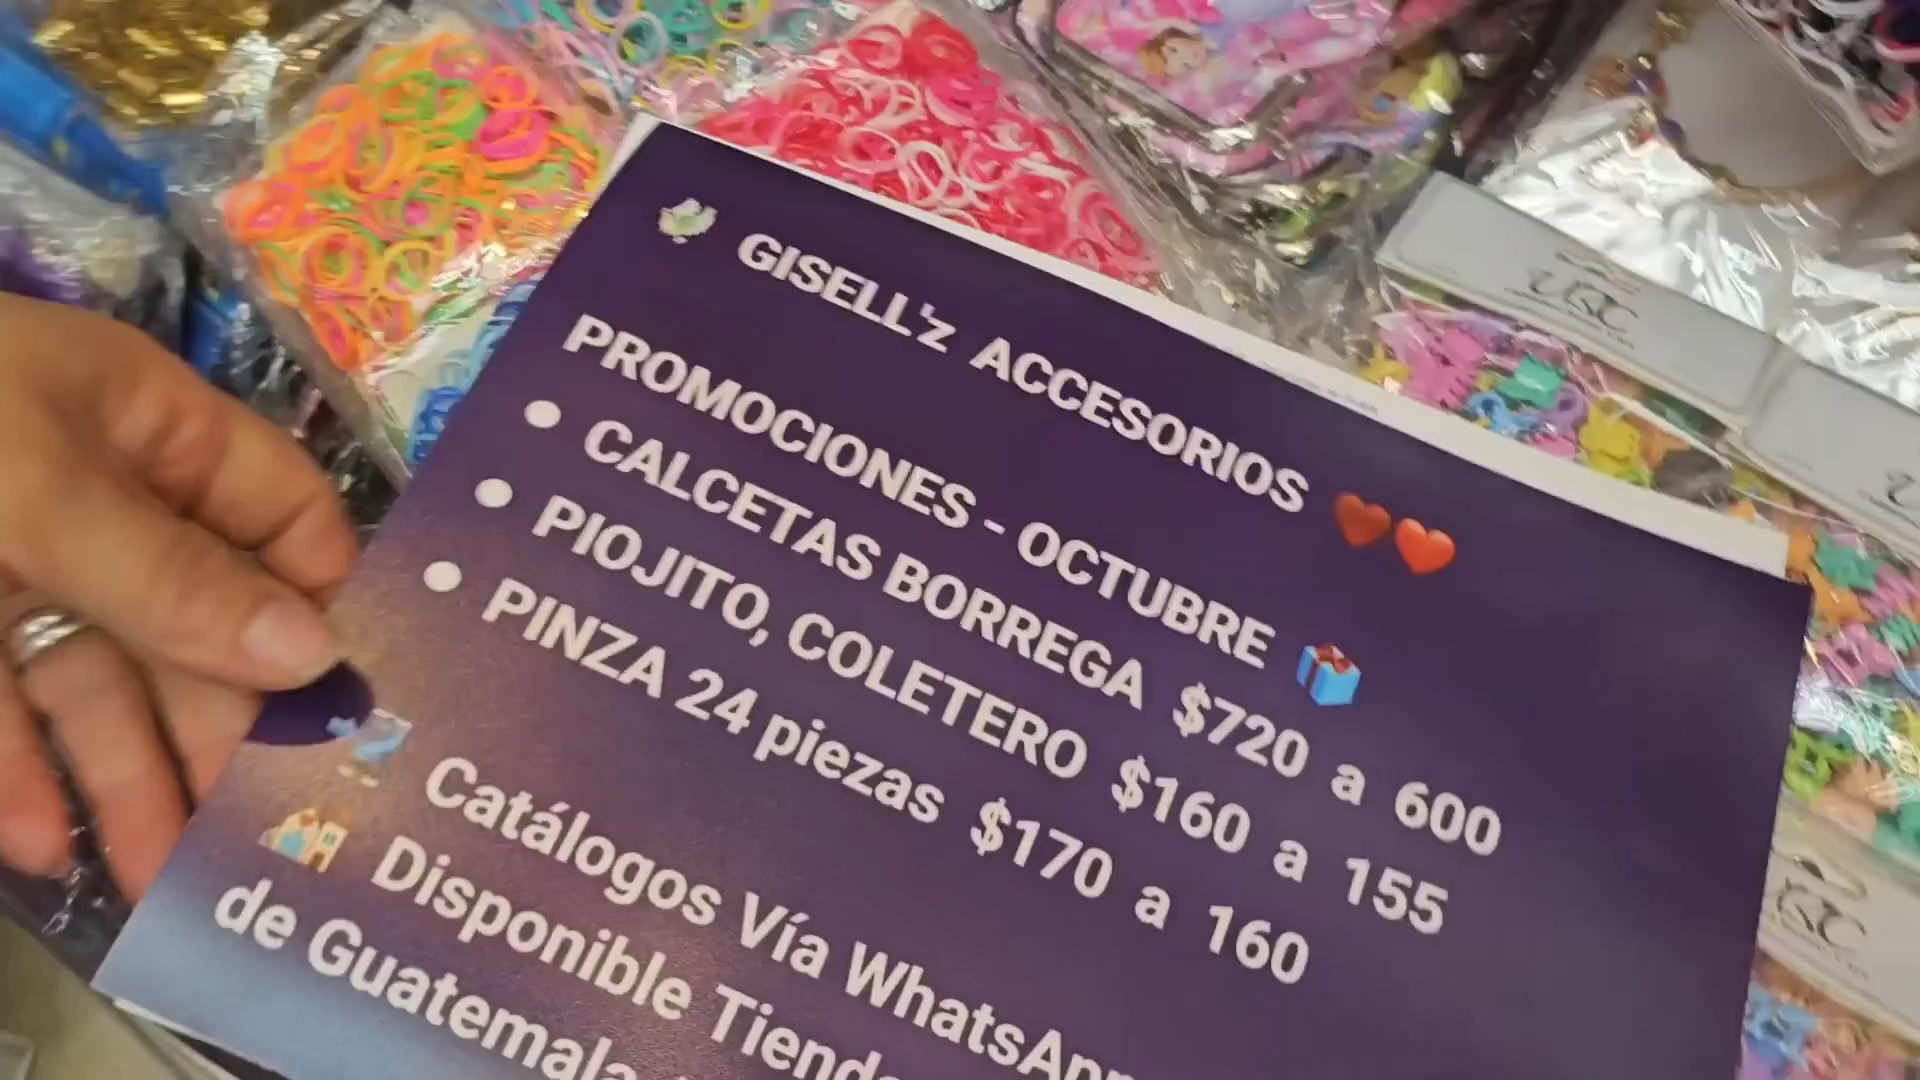 GISELL'z ACCESORIOS
PROMOCIONES - OCTUBRE
CALCETAS BORREGA $720 a 600
PIOJITO, COLETERO $160 a 155
PINZA 24 piezas $170 a 160
Catálogos Vía WhatsApp
Disponible
de Guatemala